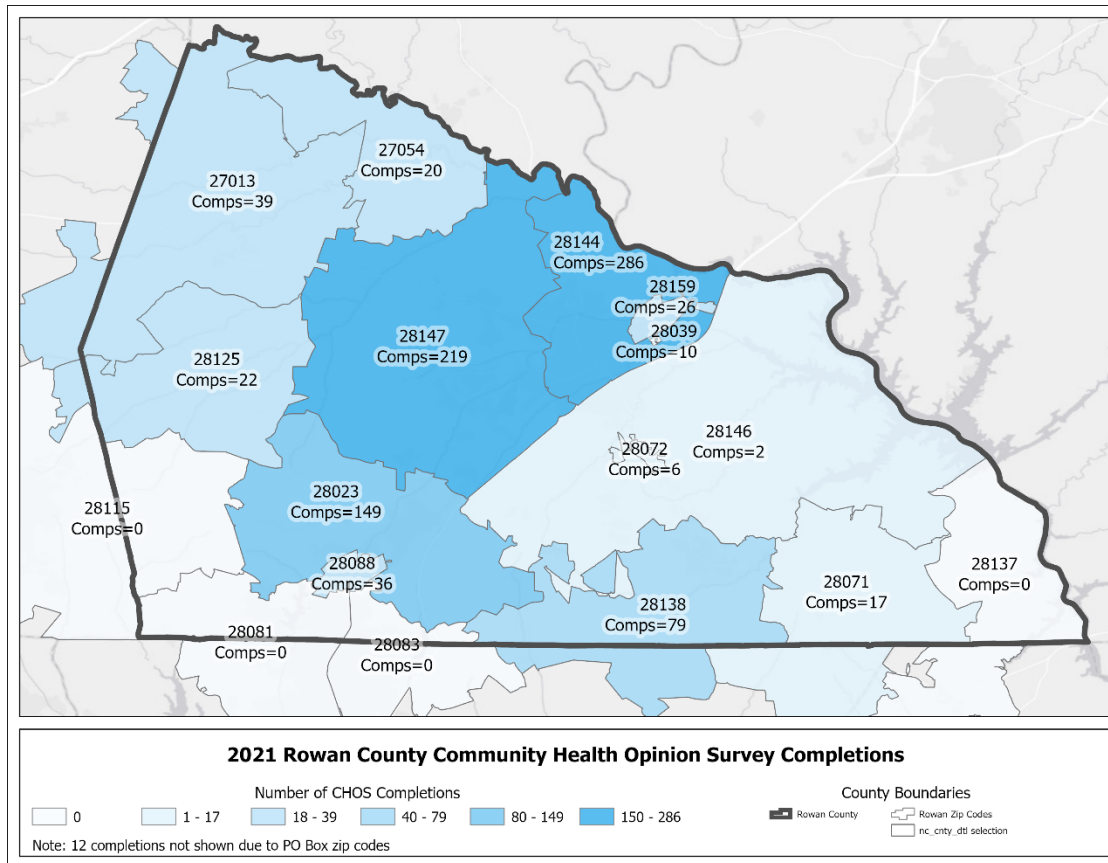 27054
Comps=20
27013
Comps=39
28144
Comps=286
28159
Comps=26
28039
Comps=10
28147
Comps=219
28125
Comps=22
28146
Comps=2
28072
Comps=6
28023
Comps=149
28115
Comps=0
28088
Comps=36
28137
Comps=0
28071
Comps=17
28138
Comps=79
28081
Comps=0
28083
Comps=0
2021 Rowan County Community Health Opinion Survey Completions
Number of CHOS Completions
0
1 - 17
18 - 39
40 - 79
80 - 149
150 - 286
County Boundaries
Rowan County
Rowan Zip Codes
nc_cnty_dtl selection
Note: 12 completions not shown due to PO Box zip codes